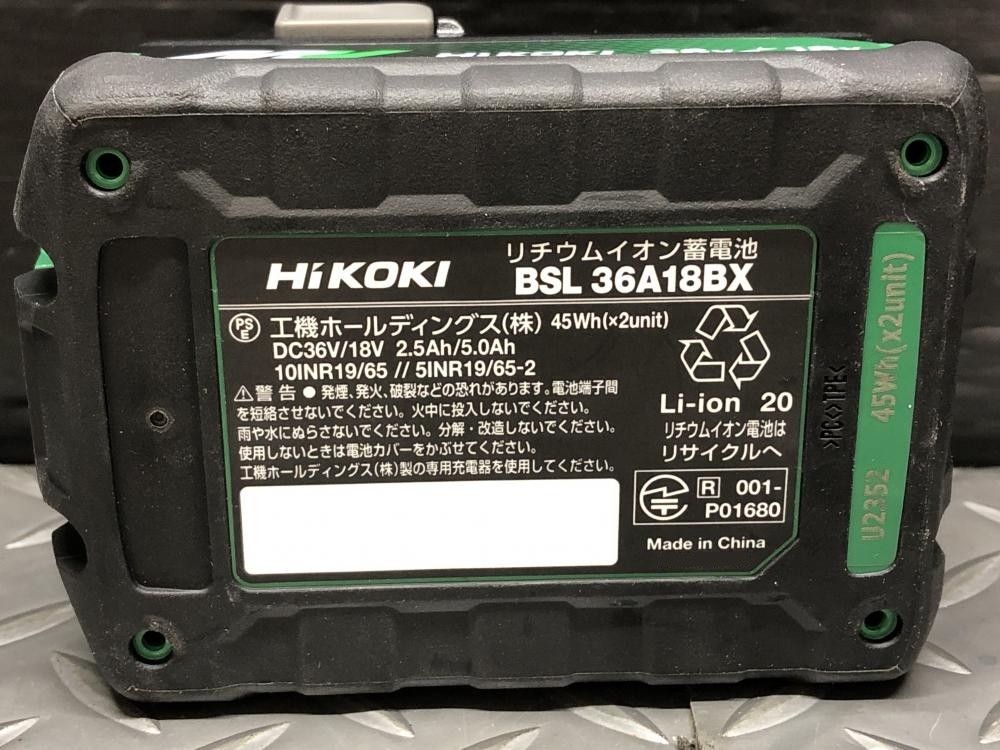 HiKOKI 36V
HiKOKI
リチウムイオン蓄電池
BSL 36A18BX
PS
E
工機ホールディングス(株) 45Wh(×2unit)
DC36V/18V 2.5Ah/5.0Ah
10INR19/65 // 5INR19/65-2
⚠警告 ● 発煙、発火、破裂などの恐れがあります。電池端子間
を短絡させないでください。火中に投入しないでください。
雨や水にぬらさないでください。分解・改造しないでください。
使用しないときは電池カバーをかぶせてください。
工機ホールディングス(株)製の専用充電器を使用してください。
Li-ion 20
リチウムイオン電池は
リサイクルへ
R 001-
P01680
Made in China
>PC<>TPE<
U2352 45Wh(x2unit)